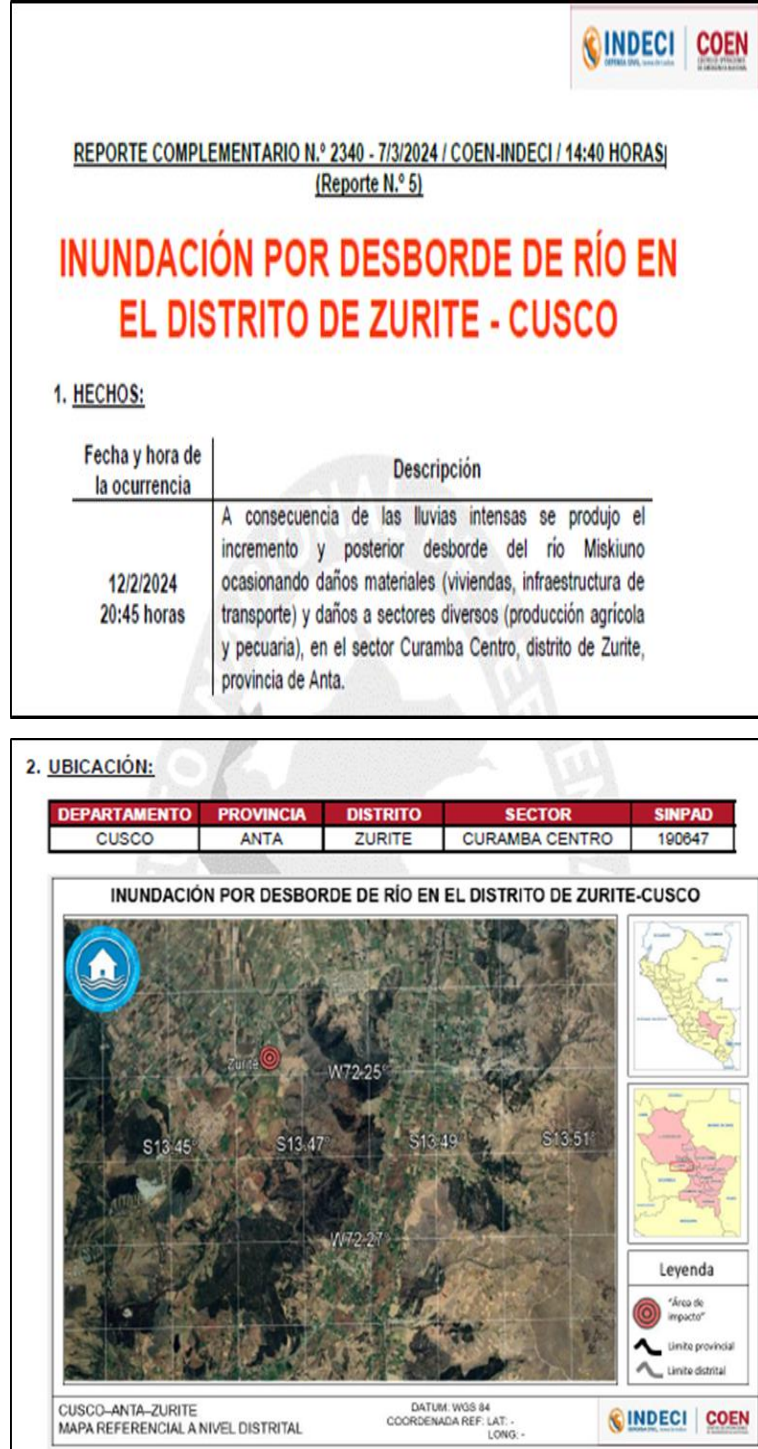 INDECI
COEN
REPORTE COMPLEMENTARIO N.º 2340 - 7/3/2024 / COEN-INDECI / 14:40 HORAS
(Reporte N.º 5)
INUNDACIÓN POR DESBORDE DE RÍO EN
EL DISTRITO DE ZURITE - CUSCO
1. HECHOS:
Fecha y hora de
la ocurrencia
Descripción
12/2/2024
20:45 horas
A consecuencia de las lluvias intensas se produjo el
incremento y posterior desborde del río Miskiuno
ocasionando daños materiales (viviendas, infraestructura de
transporte) y daños a sectores diversos (producción agrícola
y pecuaria), en el sector Curamba Centro, distrito de Zurite,
provincia de Anta.
2. UBICACIÓN:
DEPARTAMENTO PROVINCIA DISTRITO SECTOR SINPAD
CUSCO ANTA ZURITE CURAMBA CENTRO 190647
INUNDACIÓN POR DESBORDE DE RÍO EN EL DISTRITO DE ZURITE-CUSCO
Zurite
W72.25°
S13.45° S13.47° S13.49° S13.51°
W72.27°
Leyenda
"Área de
impacto"
Limite provincial
Limite distrital
CUSCO–ANTA–ZURITE
MAPA REFERENCIAL A NIVEL DISTRITAL
DATUM: WGS 84
COORDENADA REF: LAT: -
LONG: -
INDECI
COEN